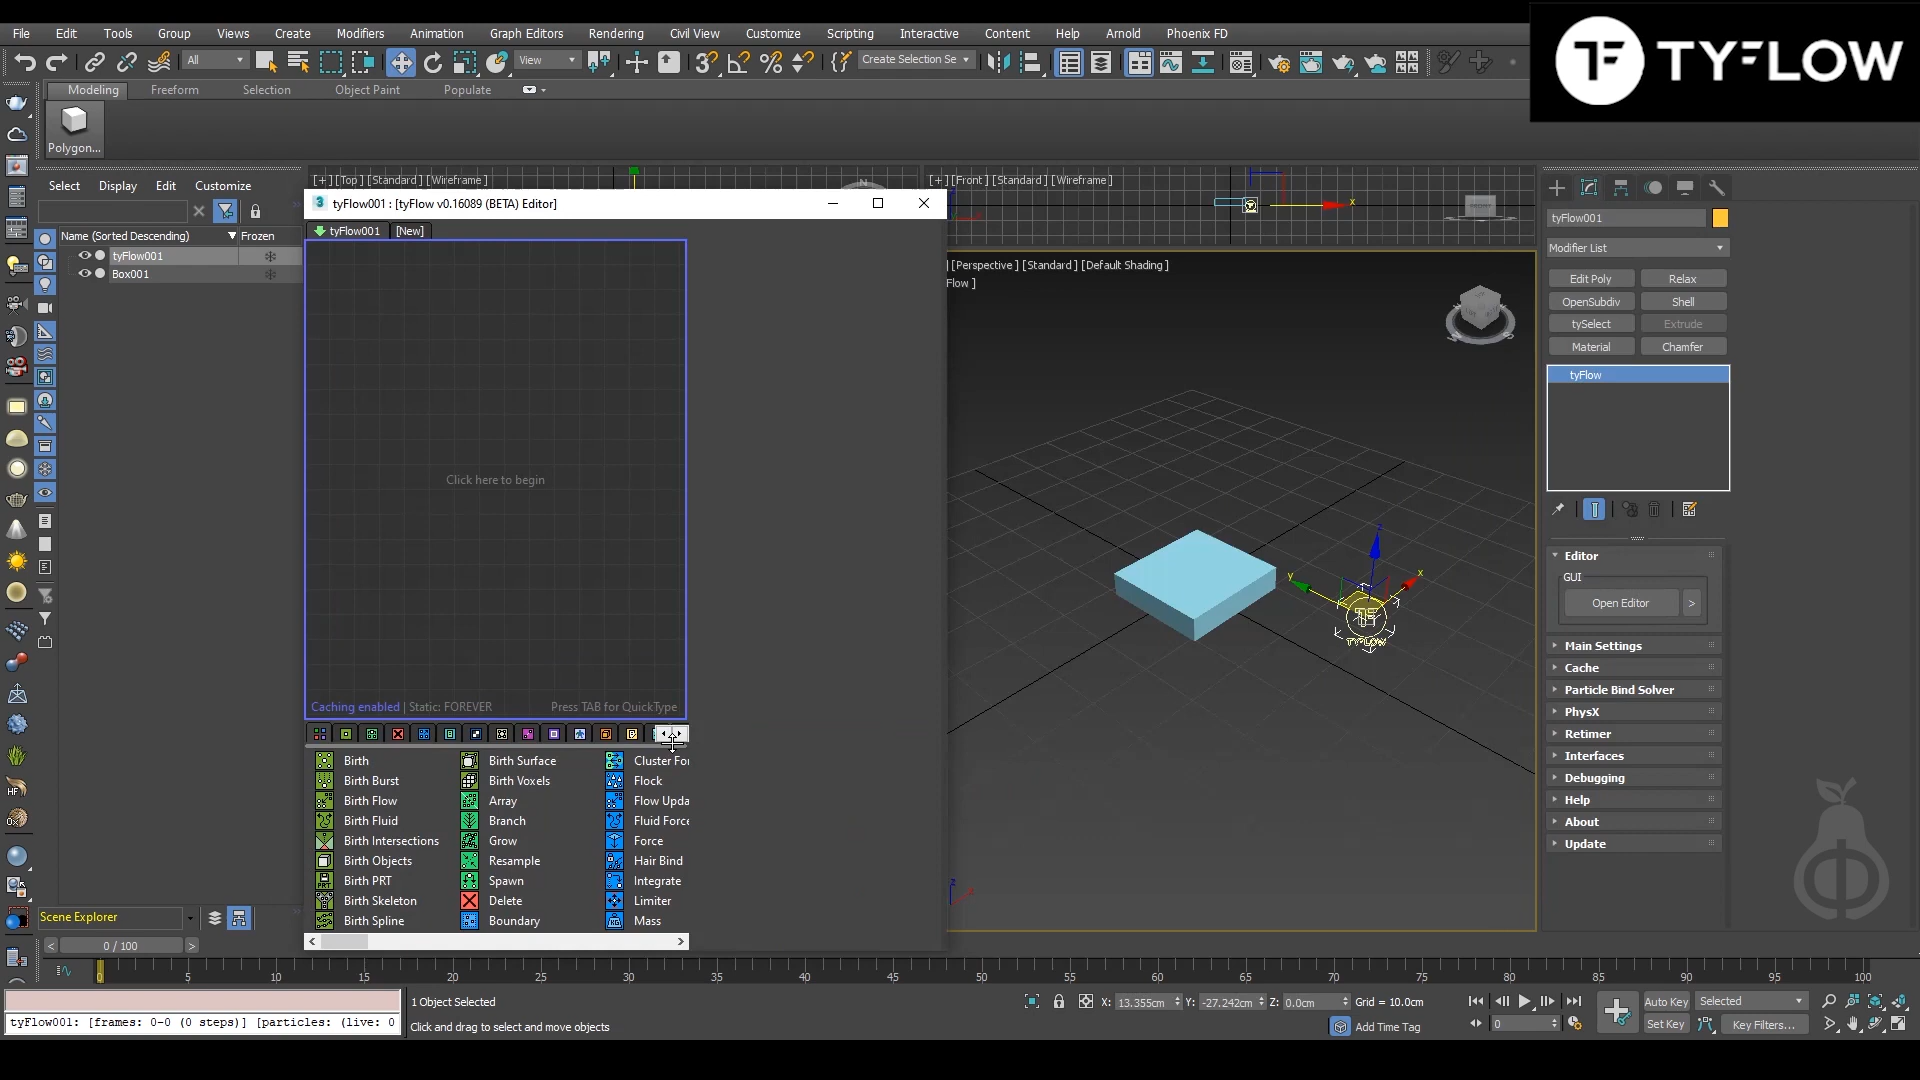 File Edit Tools Group Views Create Modifiers Animation Graph Editors Rendering Civil View Customize Scripting Interactive Content Help Arnold Phoenix FD
TYFLOW
All View Create Selection Se
Modeling Freeform Selection Object Paint Populate
Polygon...
Select Display Edit Customize
[+] [Top] [Standard] [Wireframe]
[+] [Front] [Standard] [Wireframe]
tyFlow001 : [tyFlow v0.16089 (BETA) Editor]
tyFlow001 [New]
Name (Sorted Descending) Frozen
tyFlow001
Box001
Click here to begin
Caching enabled | Static: FOREVER
Press TAB for QuickType
Birth Birth Surface Cluster For
Birth Burst Birth Voxels Flock
Birth Flow Array Flow Upda
Birth Fluid Branch Fluid Force
Birth Intersections Grow Force
Birth Objects Resample Hair Bind
Birth PRT Spawn Integrate
Birth Skeleton Delete Limiter
Birth Spline Boundary Mass
] [Perspective] [Standard] [Default Shading]
Flow ]
x
z
y
x
TYFLOW
z
tyFlow001
Modifier List
Edit Poly Relax
OpenSubdiv Shell
tySelect Extrude
Material Chamfer
tyFlow
Editor
GUI
Open Editor >
Main Settings
Cache
Particle Bind Solver
PhysX
Retimer
Interfaces
Debugging
Help
About
Update
Scene Explorer
< 0 / 100 >
0 5 10 15 20 25 30 35 40 45 50 55 60 65 70 75 80 85 90 95 100
tyFlow001: [frames: 0-0 (0 steps)] [particles: (live: 0
1 Object Selected
Click and drag to select and move objects
X: 13.355cm Y: -27.242cm Z: 0.0cm Grid = 10.0cm
Add Time Tag
0
Auto Key Selected
Set Key Key Filters...